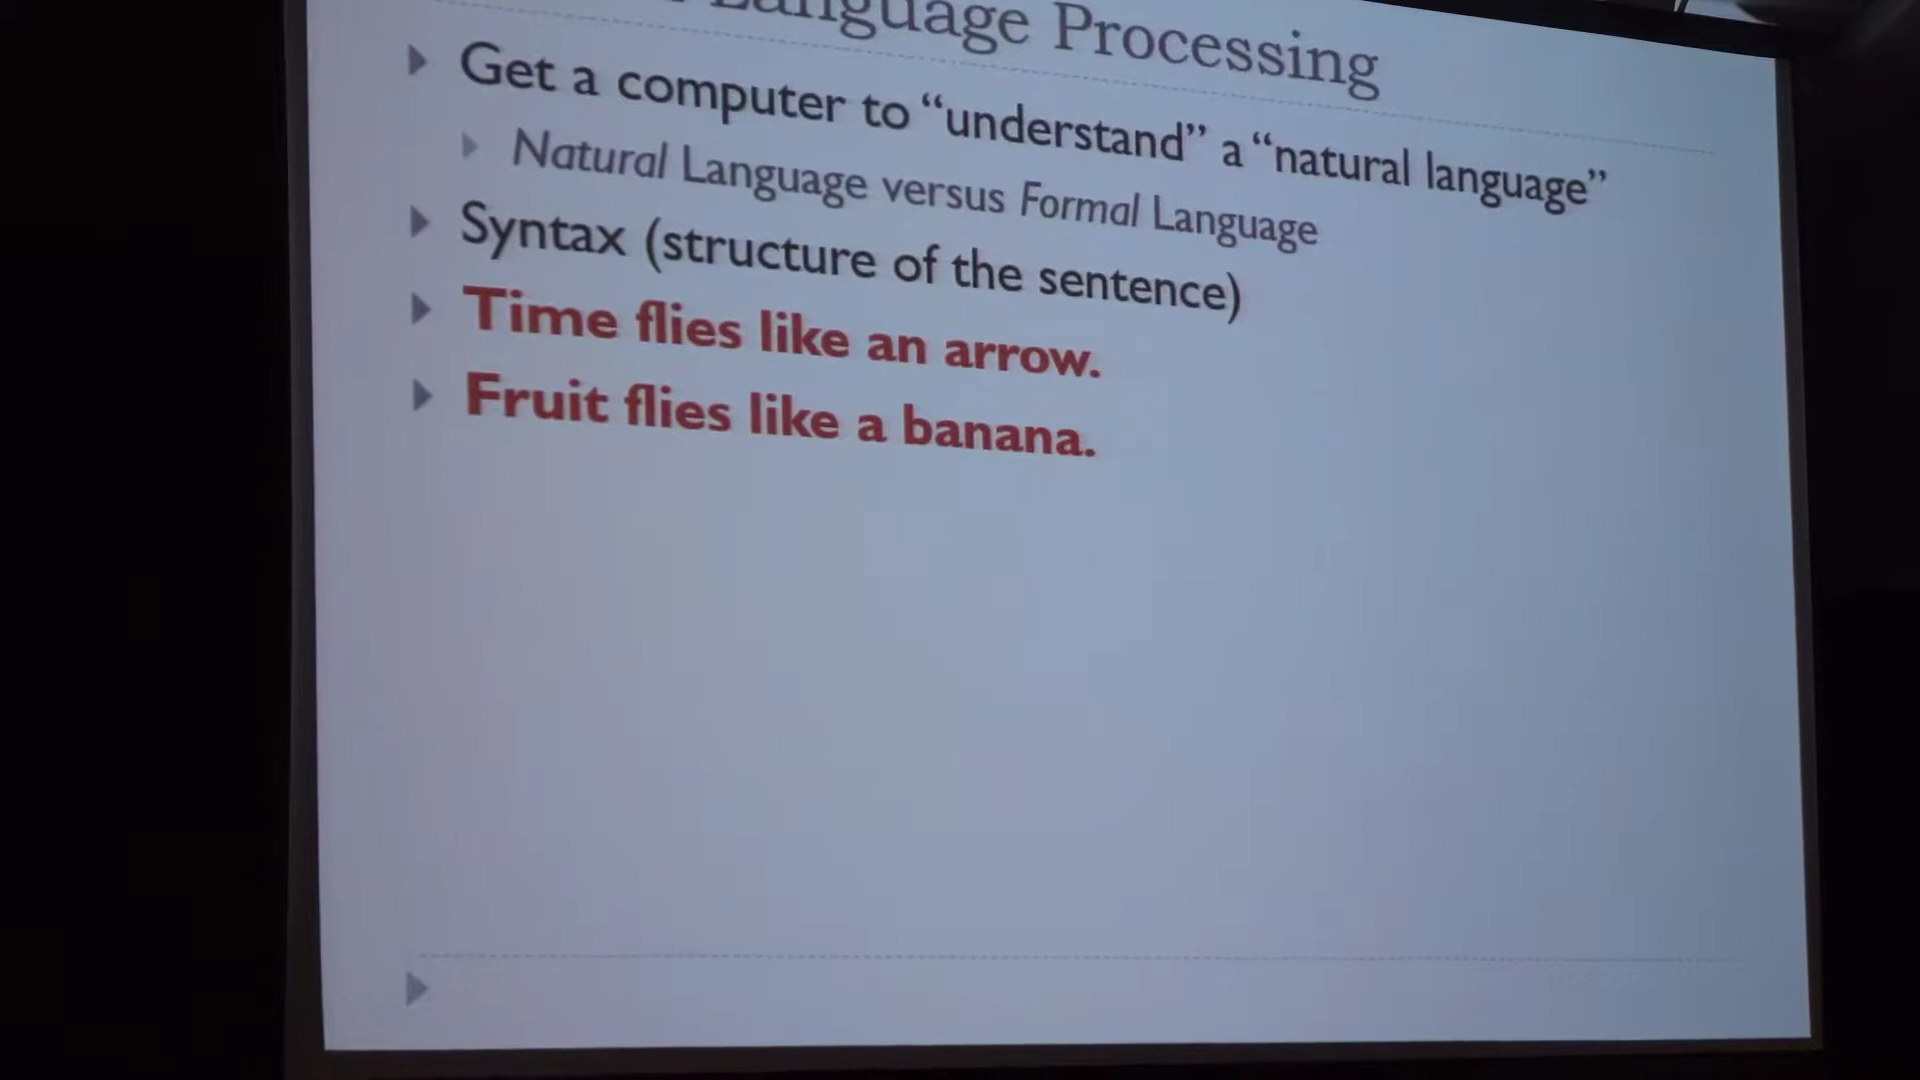 Language Processing
Get a computer to “understand” a “natural language”
Natural Language versus Formal Language
Syntax (structure of the sentence)
Time flies like an arrow.
Fruit flies like a banana.